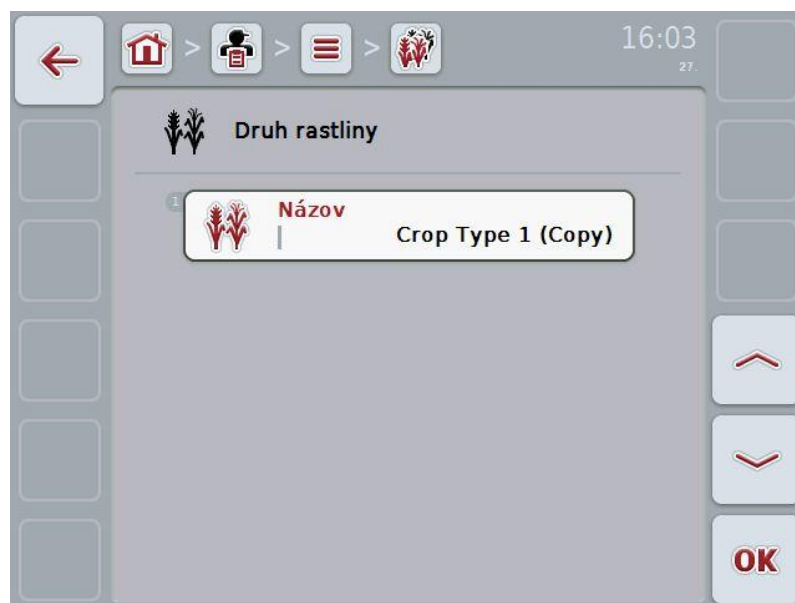 > > >
16:03
27.
Druh rastliny
1
Názov
Crop Type 1 (Copy)
OK